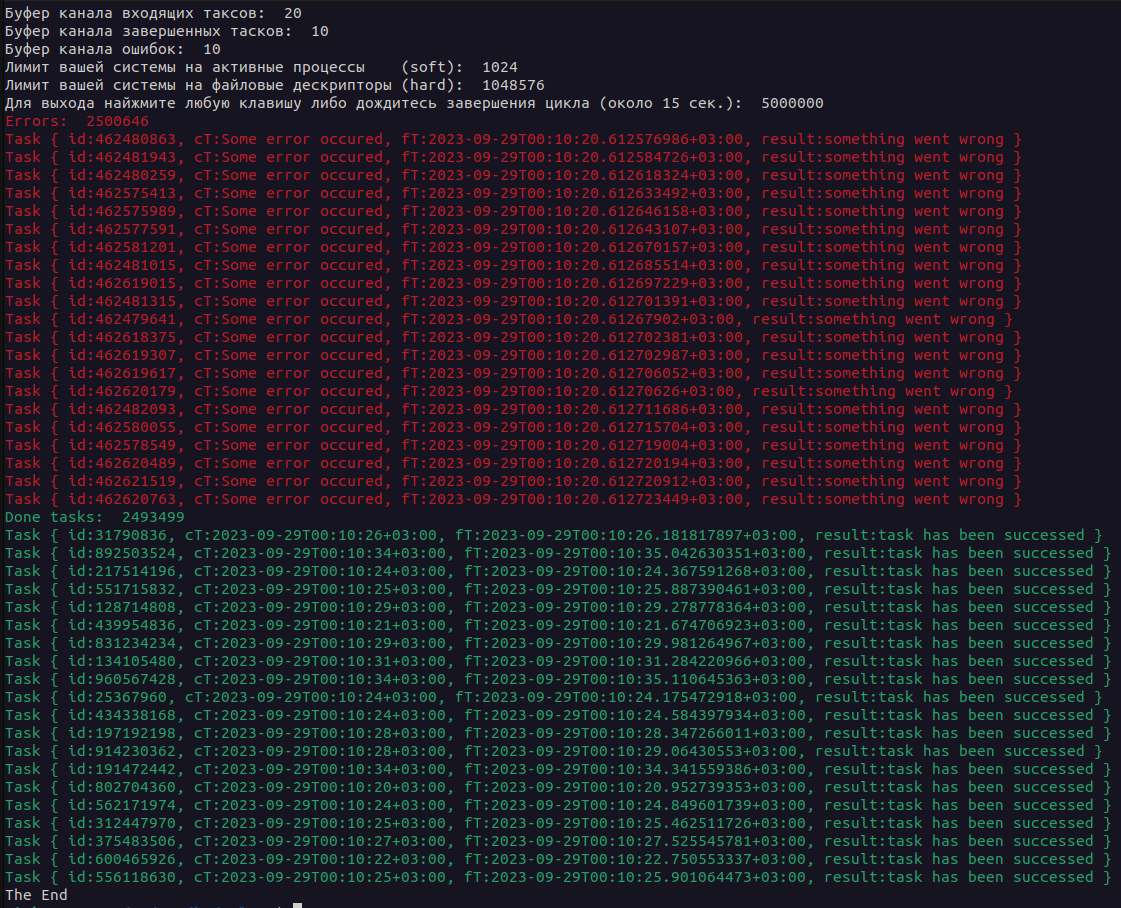 Буфер канала входящих таксов:  20
Буфер канала завершенных тасков:  10
Буфер канала ошибок:  10
Лимит вашей системы на активные процессы    (soft):  1024
Лимит вашей системы на файловые дескрипторы (hard):  1048576
Для выхода найжмите любую клавишу либо дождитесь завершения цикла (около 15 сек.):  5000000
Errors:  2500646
Task { id:462480863, cT:Some error occured, fT:2023-09-29T00:10:20.612576986+03:00, result:something went wrong }
Task { id:462481943, cT:Some error occured, fT:2023-09-29T00:10:20.612584726+03:00, result:something went wrong }
Task { id:462480259, cT:Some error occured, fT:2023-09-29T00:10:20.612618324+03:00, result:something went wrong }
Task { id:462575413, cT:Some error occured, fT:2023-09-29T00:10:20.612633492+03:00, result:something went wrong }
Task { id:462575989, cT:Some error occured, fT:2023-09-29T00:10:20.612646158+03:00, result:something went wrong }
Task { id:462577591, cT:Some error occured, fT:2023-09-29T00:10:20.612643107+03:00, result:something went wrong }
Task { id:462581201, cT:Some error occured, fT:2023-09-29T00:10:20.612670157+03:00, result:something went wrong }
Task { id:462481015, cT:Some error occured, fT:2023-09-29T00:10:20.612685514+03:00, result:something went wrong }
Task { id:462619015, cT:Some error occured, fT:2023-09-29T00:10:20.612697229+03:00, result:something went wrong }
Task { id:462481315, cT:Some error occured, fT:2023-09-29T00:10:20.612701391+03:00, result:something went wrong }
Task { id:462479641, cT:Some error occured, fT:2023-09-29T00:10:20.61267902+03:00, result:something went wrong }
Task { id:462618375, cT:Some error occured, fT:2023-09-29T00:10:20.612702381+03:00, result:something went wrong }
Task { id:462619307, cT:Some error occured, fT:2023-09-29T00:10:20.612702987+03:00, result:something went wrong }
Task { id:462619617, cT:Some error occured, fT:2023-09-29T00:10:20.612706052+03:00, result:something went wrong }
Task { id:462620179, cT:Some error occured, fT:2023-09-29T00:10:20.61270626+03:00, result:something went wrong }
Task { id:462482093, cT:Some error occured, fT:2023-09-29T00:10:20.612711686+03:00, result:something went wrong }
Task { id:462580055, cT:Some error occured, fT:2023-09-29T00:10:20.612715704+03:00, result:something went wrong }
Task { id:462578549, cT:Some error occured, fT:2023-09-29T00:10:20.612719004+03:00, result:something went wrong }
Task { id:462620489, cT:Some error occured, fT:2023-09-29T00:10:20.612720194+03:00, result:something went wrong }
Task { id:462621519, cT:Some error occured, fT:2023-09-29T00:10:20.612720912+03:00, result:something went wrong }
Task { id:462620763, cT:Some error occured, fT:2023-09-29T00:10:20.612723449+03:00, result:something went wrong }
Done tasks:  2493499
Task { id:31790836, cT:2023-09-29T00:10:26+03:00, fT:2023-09-29T00:10:26.181817897+03:00, result:task has been successed }
Task { id:892503524, cT:2023-09-29T00:10:34+03:00, fT:2023-09-29T00:10:35.042630351+03:00, result:task has been successed }
Task { id:217514196, cT:2023-09-29T00:10:24+03:00, fT:2023-09-29T00:10:24.367591268+03:00, result:task has been successed }
Task { id:551715832, cT:2023-09-29T00:10:25+03:00, fT:2023-09-29T00:10:25.887390461+03:00, result:task has been successed }
Task { id:128714808, cT:2023-09-29T00:10:29+03:00, fT:2023-09-29T00:10:29.278778364+03:00, result:task has been successed }
Task { id:439954836, cT:2023-09-29T00:10:21+03:00, fT:2023-09-29T00:10:21.674706923+03:00, result:task has been successed }
Task { id:831234234, cT:2023-09-29T00:10:29+03:00, fT:2023-09-29T00:10:29.981264967+03:00, result:task has been successed }
Task { id:134105480, cT:2023-09-29T00:10:31+03:00, fT:2023-09-29T00:10:31.284220966+03:00, result:task has been successed }
Task { id:960567428, cT:2023-09-29T00:10:34+03:00, fT:2023-09-29T00:10:35.110645363+03:00, result:task has been successed }
Task { id:25367960, cT:2023-09-29T00:10:24+03:00, fT:2023-09-29T00:10:24.175472918+03:00, result:task has been successed }
Task { id:434338168, cT:2023-09-29T00:10:24+03:00, fT:2023-09-29T00:10:24.584397934+03:00, result:task has been successed }
Task { id:197192198, cT:2023-09-29T00:10:28+03:00, fT:2023-09-29T00:10:28.347266011+03:00, result:task has been successed }
Task { id:914230362, cT:2023-09-29T00:10:28+03:00, fT:2023-09-29T00:10:29.06430553+03:00, result:task has been successed }
Task { id:191472442, cT:2023-09-29T00:10:34+03:00, fT:2023-09-29T00:10:34.341559386+03:00, result:task has been successed }
Task { id:802704360, cT:2023-09-29T00:10:20+03:00, fT:2023-09-29T00:10:20.952739353+03:00, result:task has been successed }
Task { id:562171974, cT:2023-09-29T00:10:24+03:00, fT:2023-09-29T00:10:24.849601739+03:00, result:task has been successed }
Task { id:312447970, cT:2023-09-29T00:10:25+03:00, fT:2023-09-29T00:10:25.462511726+03:00, result:task has been successed }
Task { id:375483506, cT:2023-09-29T00:10:27+03:00, fT:2023-09-29T00:10:27.525545781+03:00, result:task has been successed }
Task { id:600465926, cT:2023-09-29T00:10:22+03:00, fT:2023-09-29T00:10:22.750553337+03:00, result:task has been successed }
Task { id:556118630, cT:2023-09-29T00:10:25+03:00, fT:2023-09-29T00:10:25.901064473+03:00, result:task has been successed }
The End